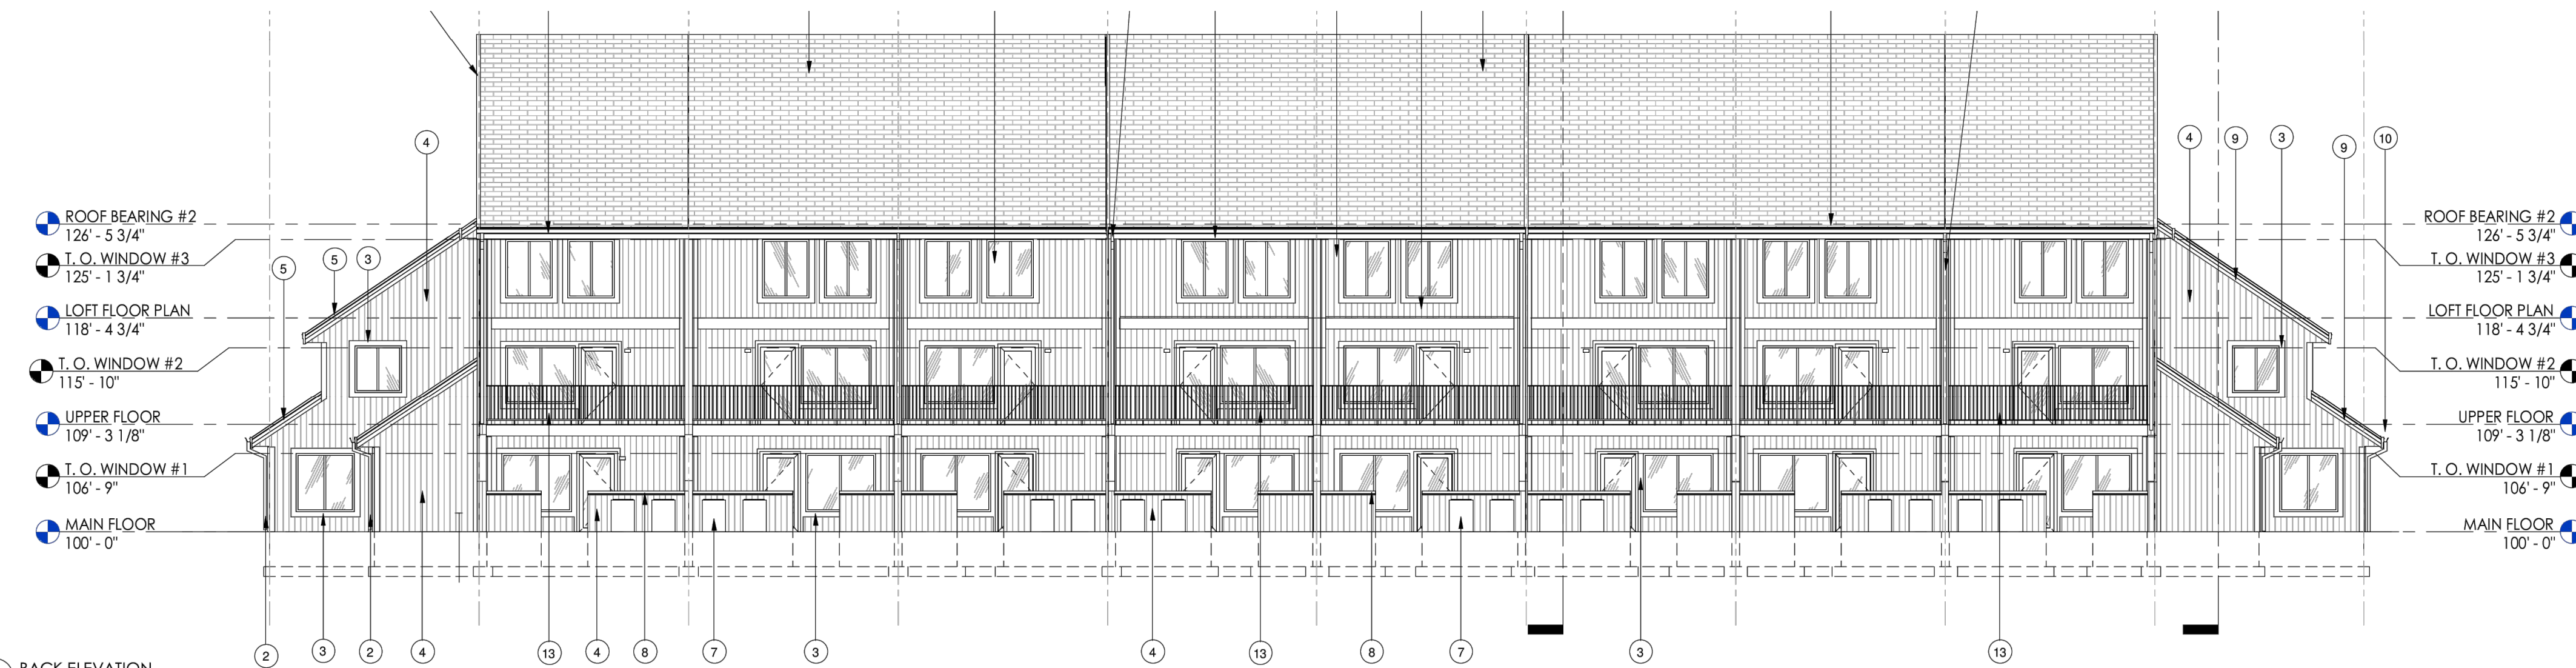 4
4
9
3
9
10
ROOF BEARING #2
126' - 5 3/4"
ROOF BEARING #2
126' - 5 3/4"
T. O. WINDOW #3
125' - 1 3/4"
T. O. WINDOW #3
125' - 1 3/4"
5
5
3
LOFT FLOOR PLAN
118' - 4 3/4"
LOFT FLOOR PLAN
118' - 4 3/4"
T. O. WINDOW #2
115' - 10"
T. O. WINDOW #2
115' - 10"
UPPER FLOOR
109' - 3 1/8"
UPPER FLOOR
109' - 3 1/8"
T. O. WINDOW #1
106' - 9"
T. O. WINDOW #1
106' - 9"
MAIN FLOOR
100' - 0"
MAIN FLOOR
100' - 0"
2
3
2
4
13
4
8
7
3
4
13
8
7
3
13
BACK ELEVATION